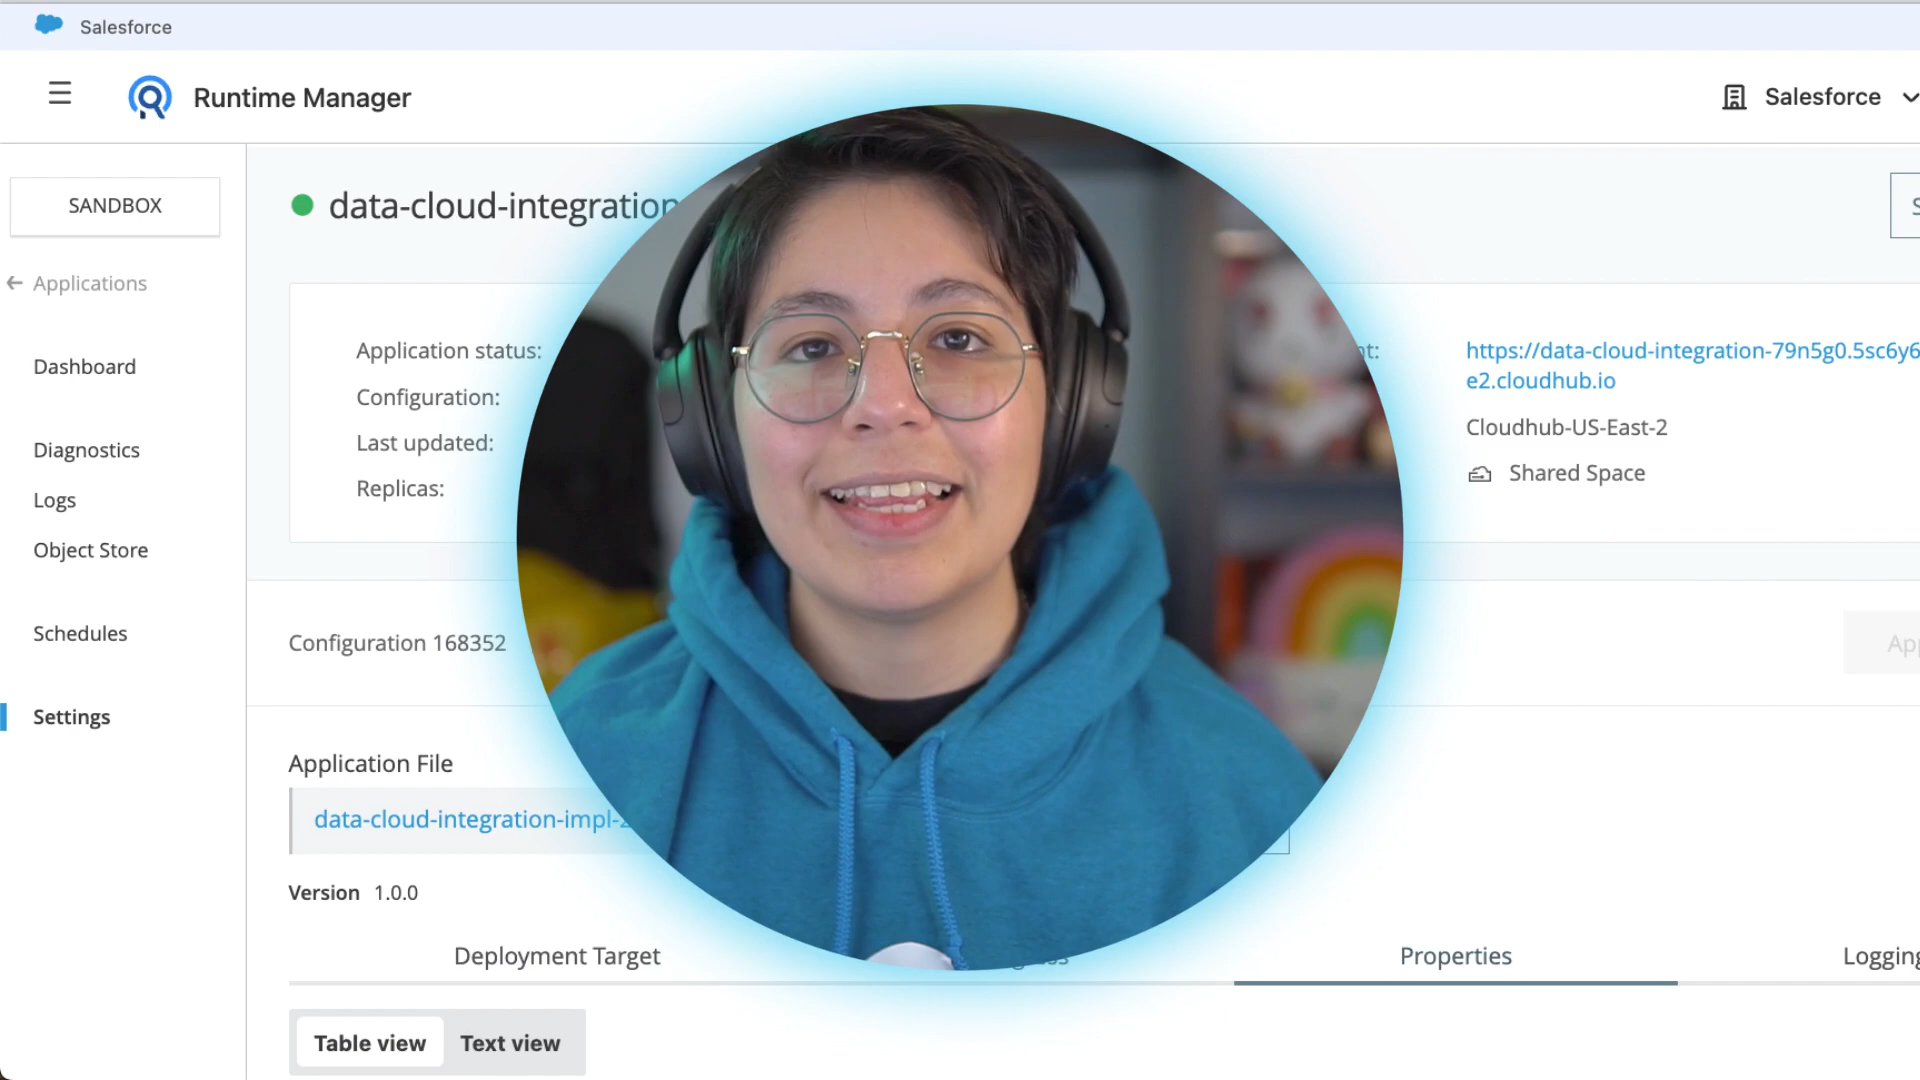 Salesforce
Runtime Manager
Salesforce
SANDBOX
data-cloud-integration
Applications
Application status:
https://data-cloud-integration-79n5g0.5sc6y6
e2.cloudhub.io
Dashboard
Configuration:
Cloudhub-US-East-2
Last updated:
Diagnostics
Shared Space
Replicas:
Logs
Object Store
Schedules
Configuration 168352
Settings
Application File
data-cloud-integration-impl-
Version 1.0.0
Deployment Target
Properties
Logging
Table view
Text view